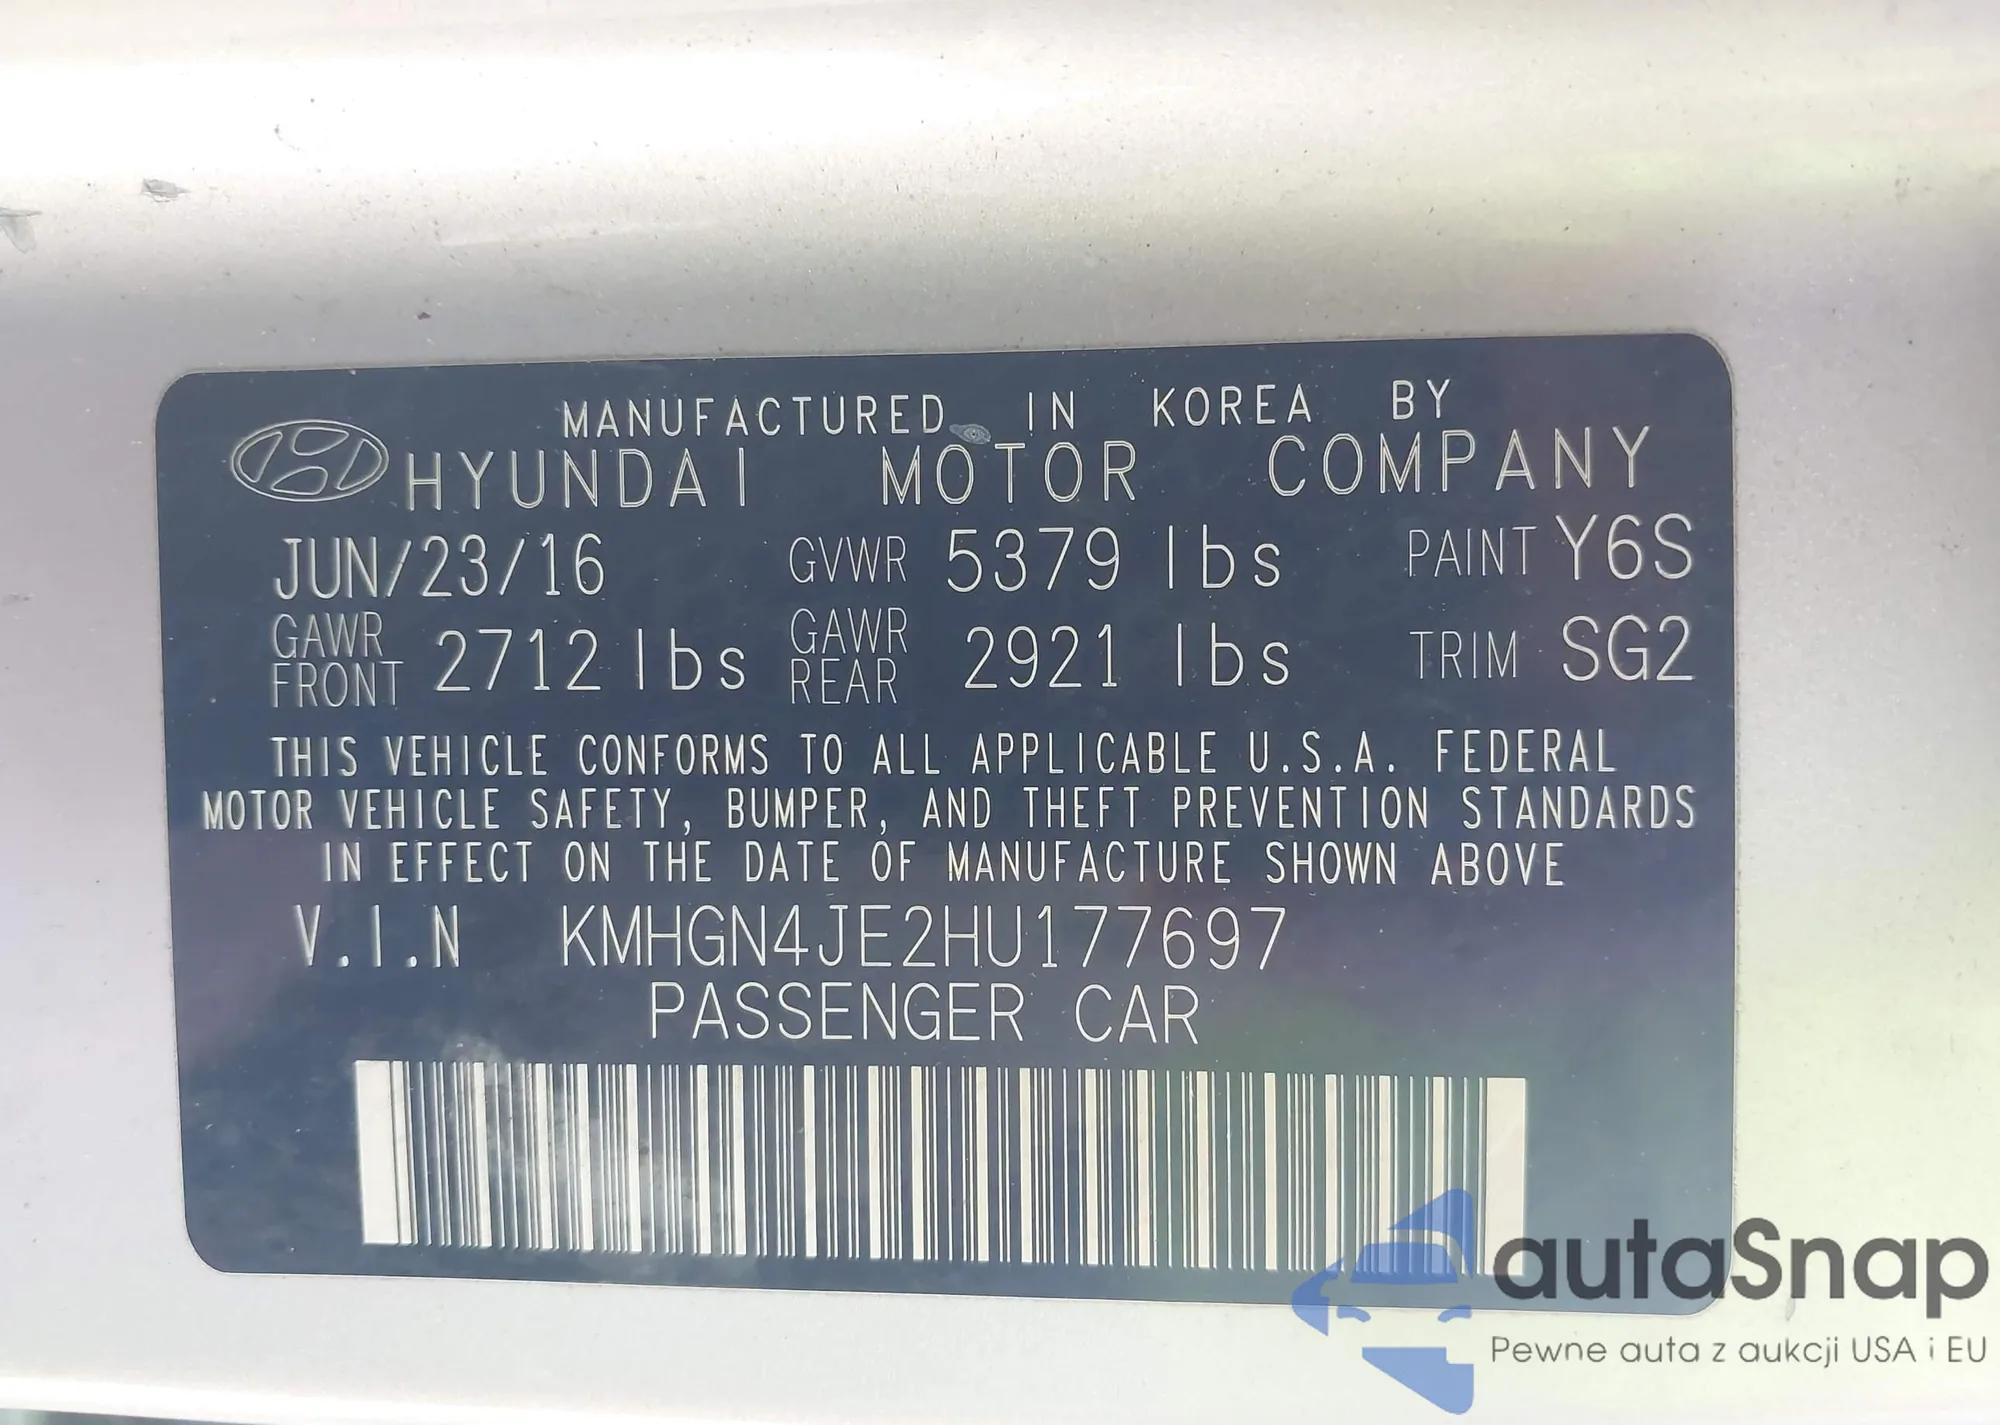 MANUFACTURED IN KOREA BY
HYUNDAI MOTOR COMPANY
JUN/23/16 GVWR 5379 lbs PAINT Y6S
GAWR FRONT 2712 lbs GAWR REAR 2921 lbs TRIM SG2
THIS VEHICLE CONFORMS TO ALL APPLICABLE U.S.A. FEDERAL
MOTOR VEHICLE SAFETY, BUMPER, AND THEFT PREVENTION STANDARDS
IN EFFECT ON THE DATE OF MANUFACTURE SHOWN ABOVE
V.I.N KMHGN4JE2HU177697
PASSENGER CAR
autaSnap
Pewne auta z aukcji USA i EU